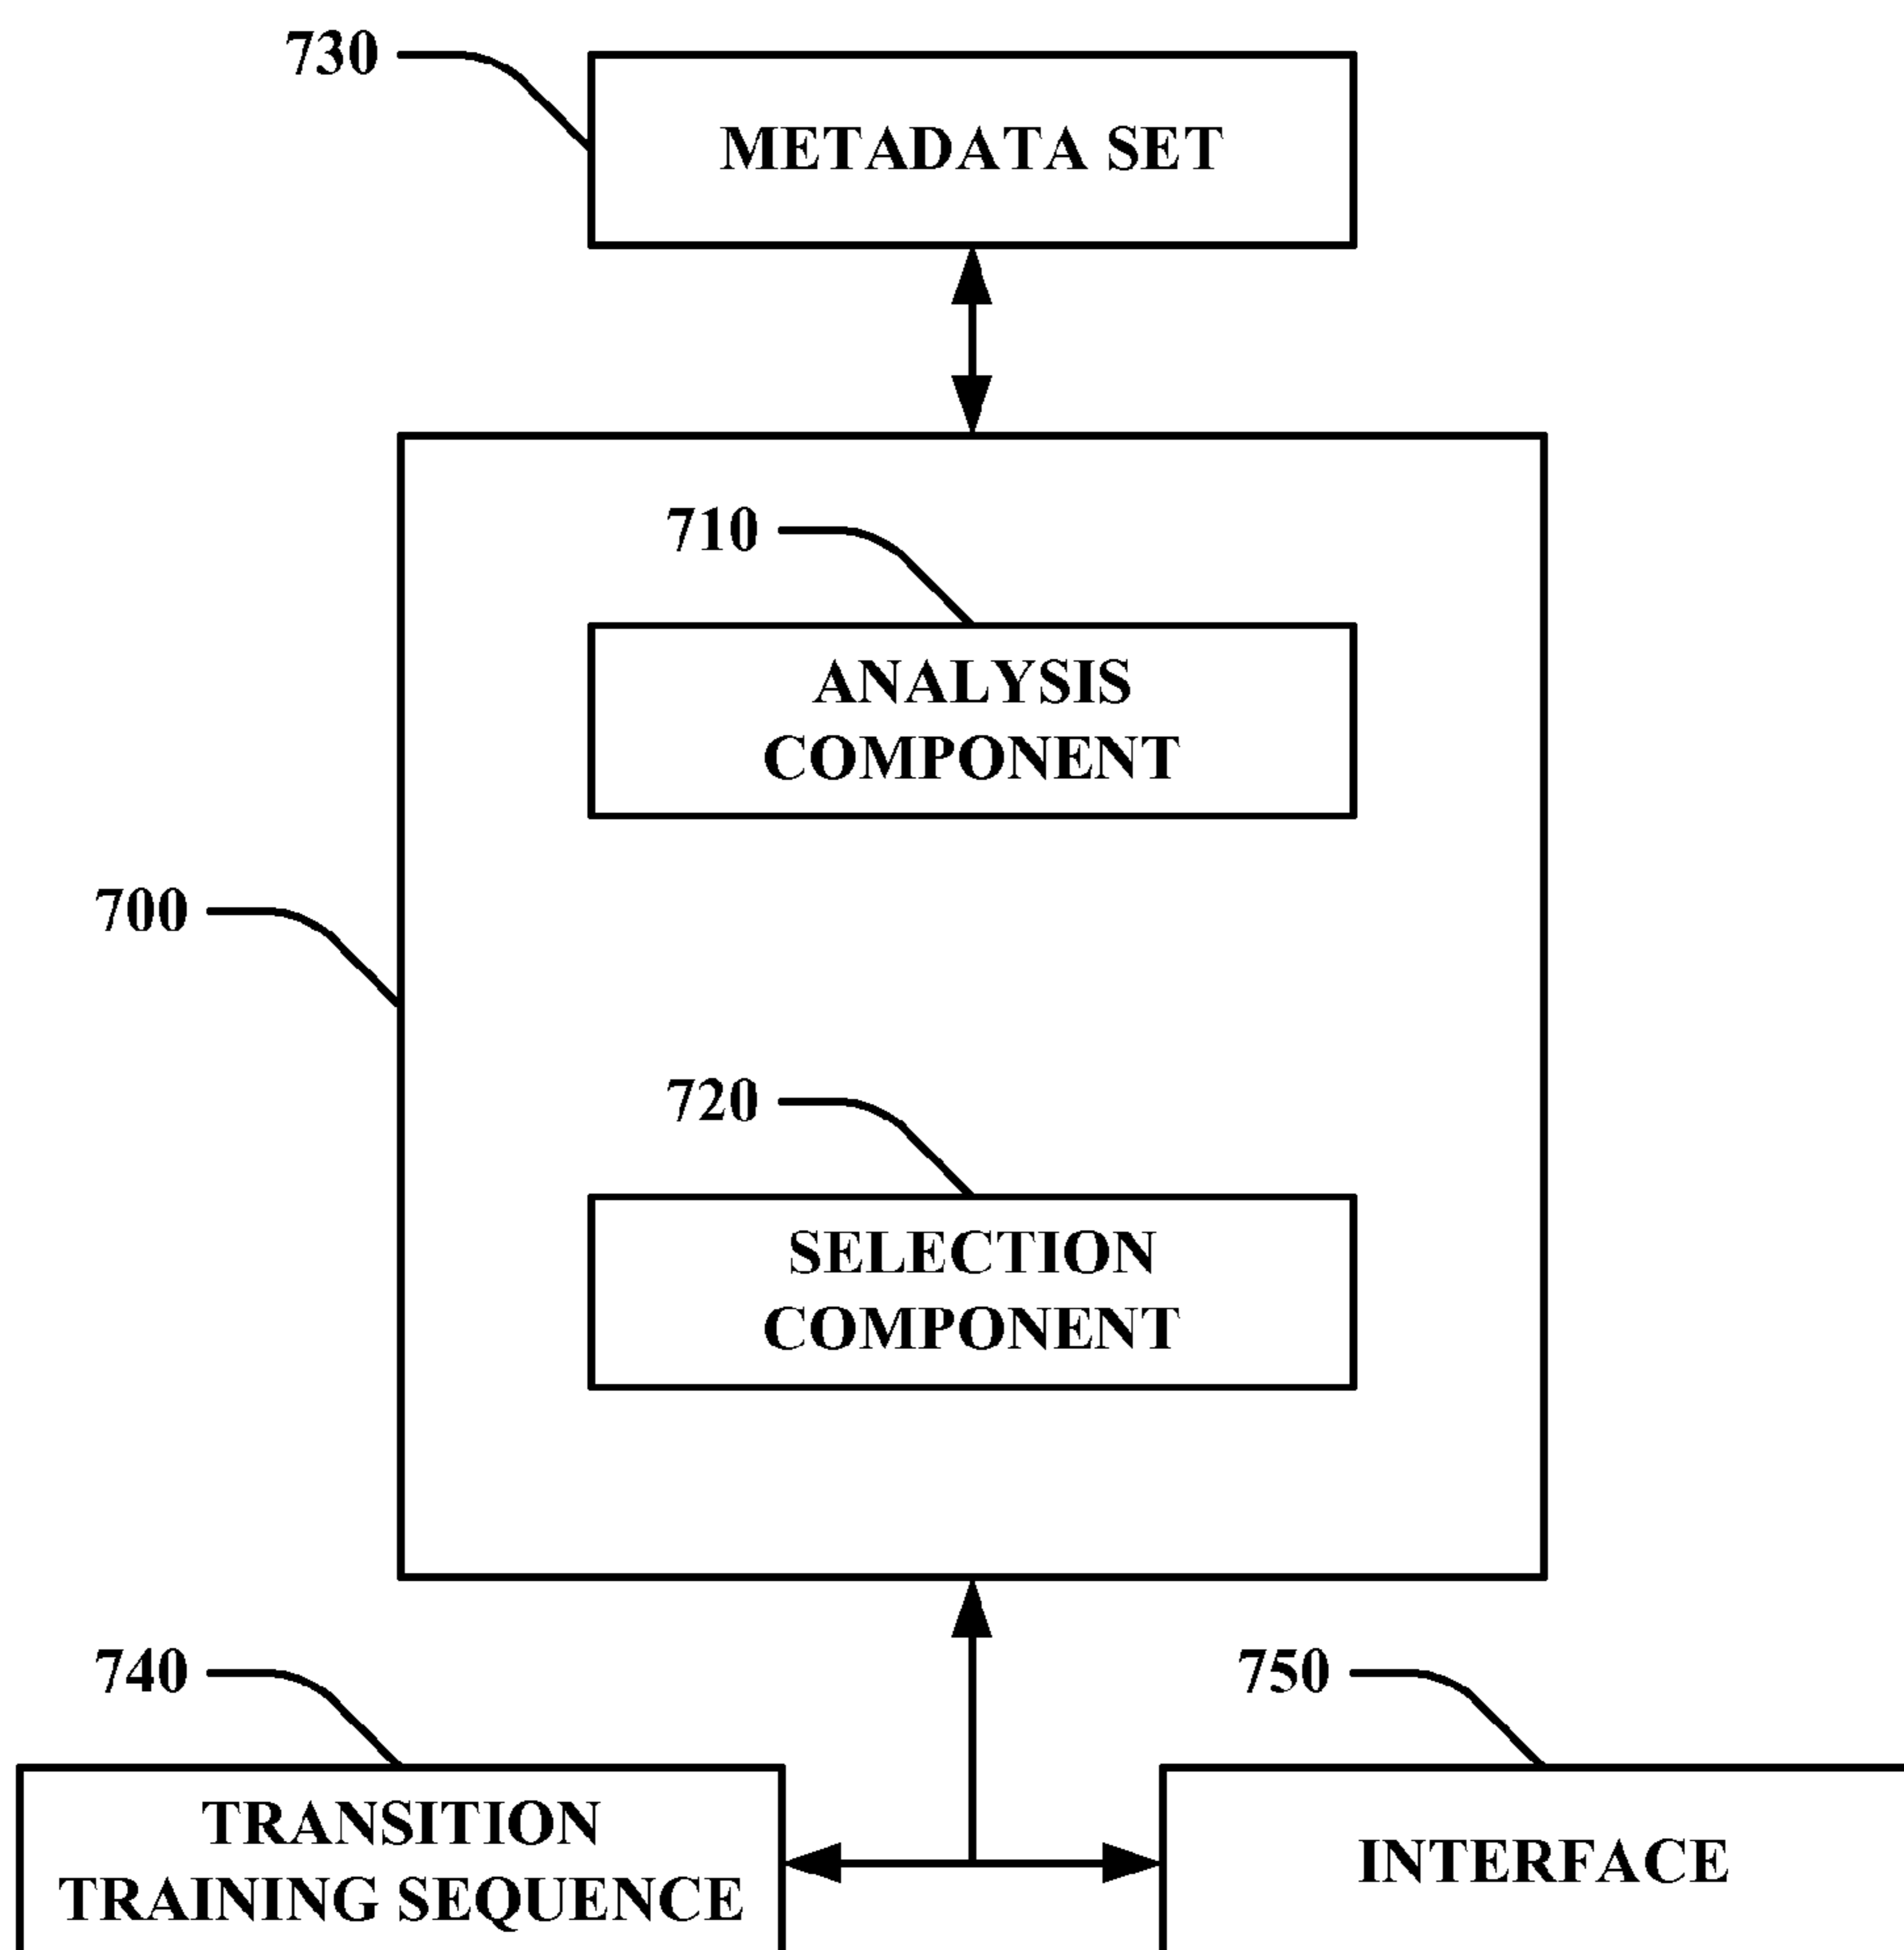 730
METADATA SET
710
ANALYSIS
COMPONENT
700
720
SELECTION
COMPONENT
740
750
TRANSITION
TRAINING SEQUENCE
INTERFACE